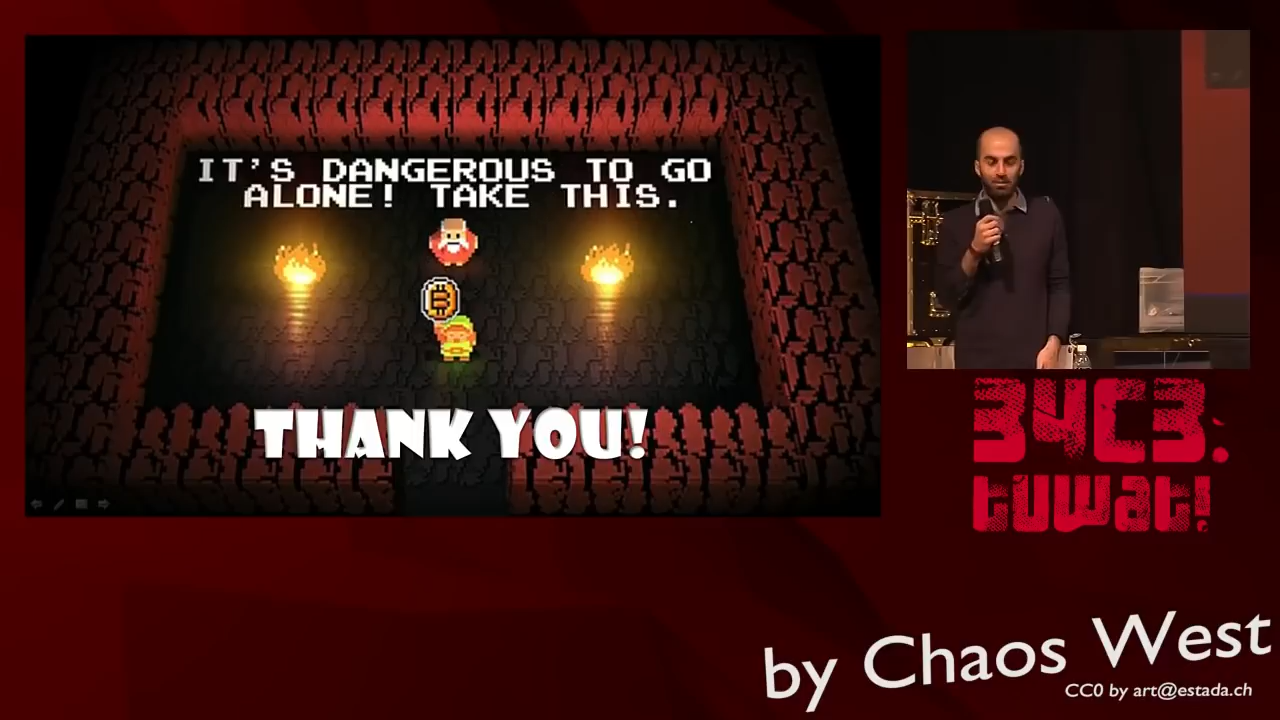 IT'S DANGEROUS TO GO
ALONE! TAKE THIS.
THANK YOU!
34C3:
tuwat!
by Chaos West
CC0 by art@estada.ch